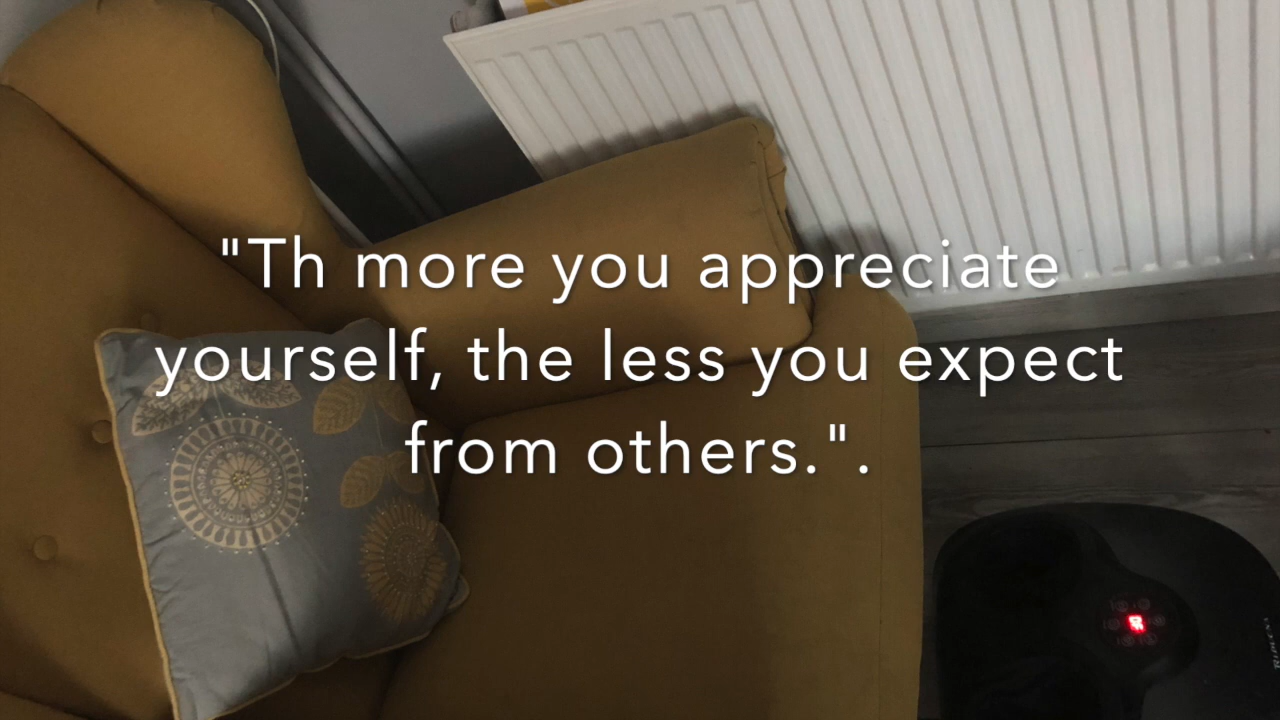 "Th more you appreciate
yourself, the less you expect
from others.".